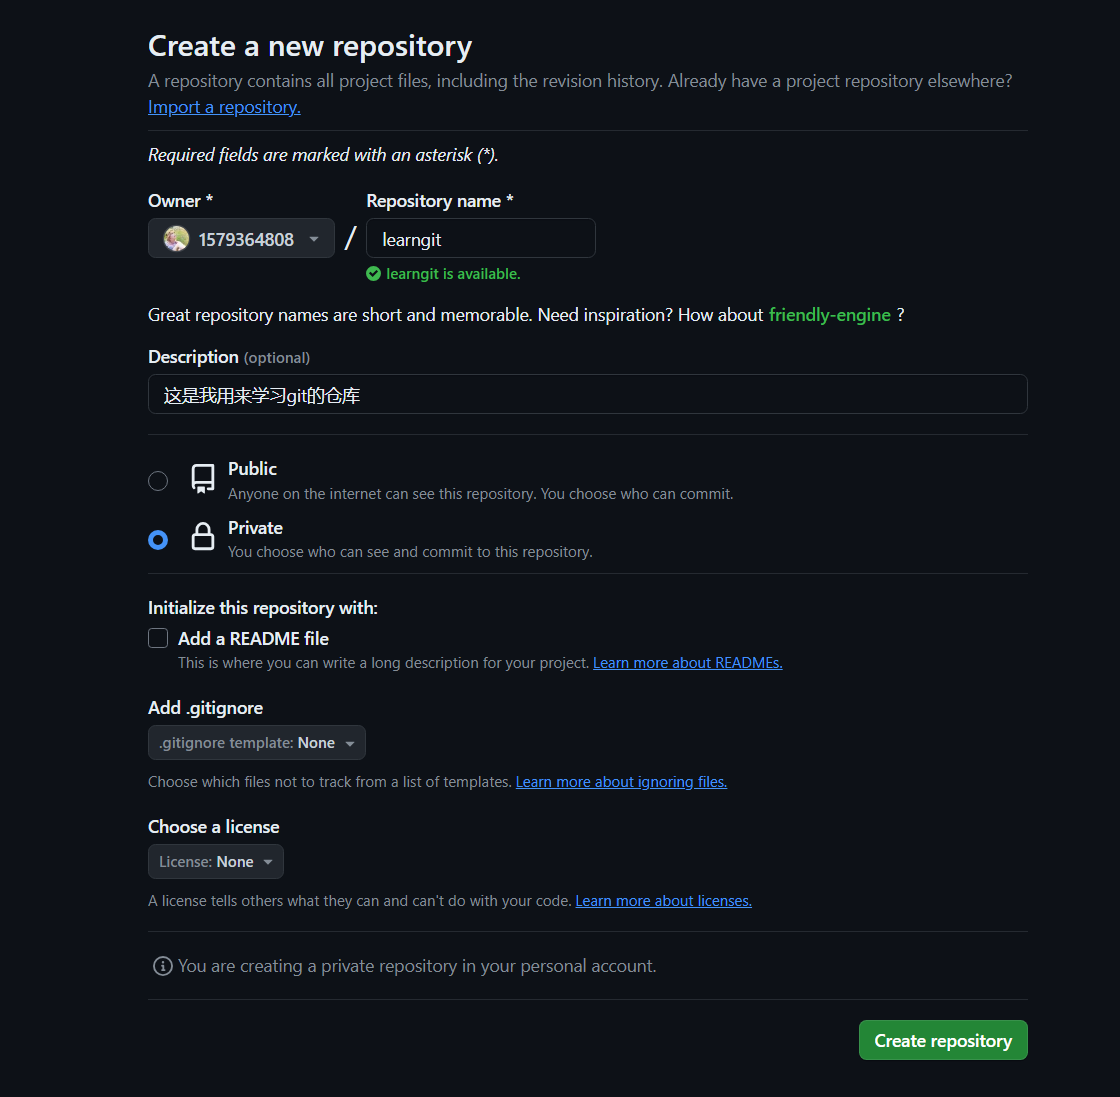 Create a new repository
A repository contains all project files, including the revision history. Already have a project repository elsewhere?
Import a repository.
Required fields are marked with an asterisk (*).
Owner *
Repository name *
1579364808
/
learngit
learngit is available.
Great repository names are short and memorable. Need inspiration? How about friendly-engine ?
Description (optional)
这是我用来学习git的仓库
Public
Anyone on the internet can see this repository. You choose who can commit.
Private
You choose who can see and commit to this repository.
Initialize this repository with:
Add a README file
This is where you can write a long description for your project. Learn more about READMEs.
Add .gitignore
.gitignore template: None
Choose which files not to track from a list of templates. Learn more about ignoring files.
Choose a license
License: None
A license tells others what they can and can't do with your code. Learn more about licenses.
You are creating a private repository in your personal account.
Create repository